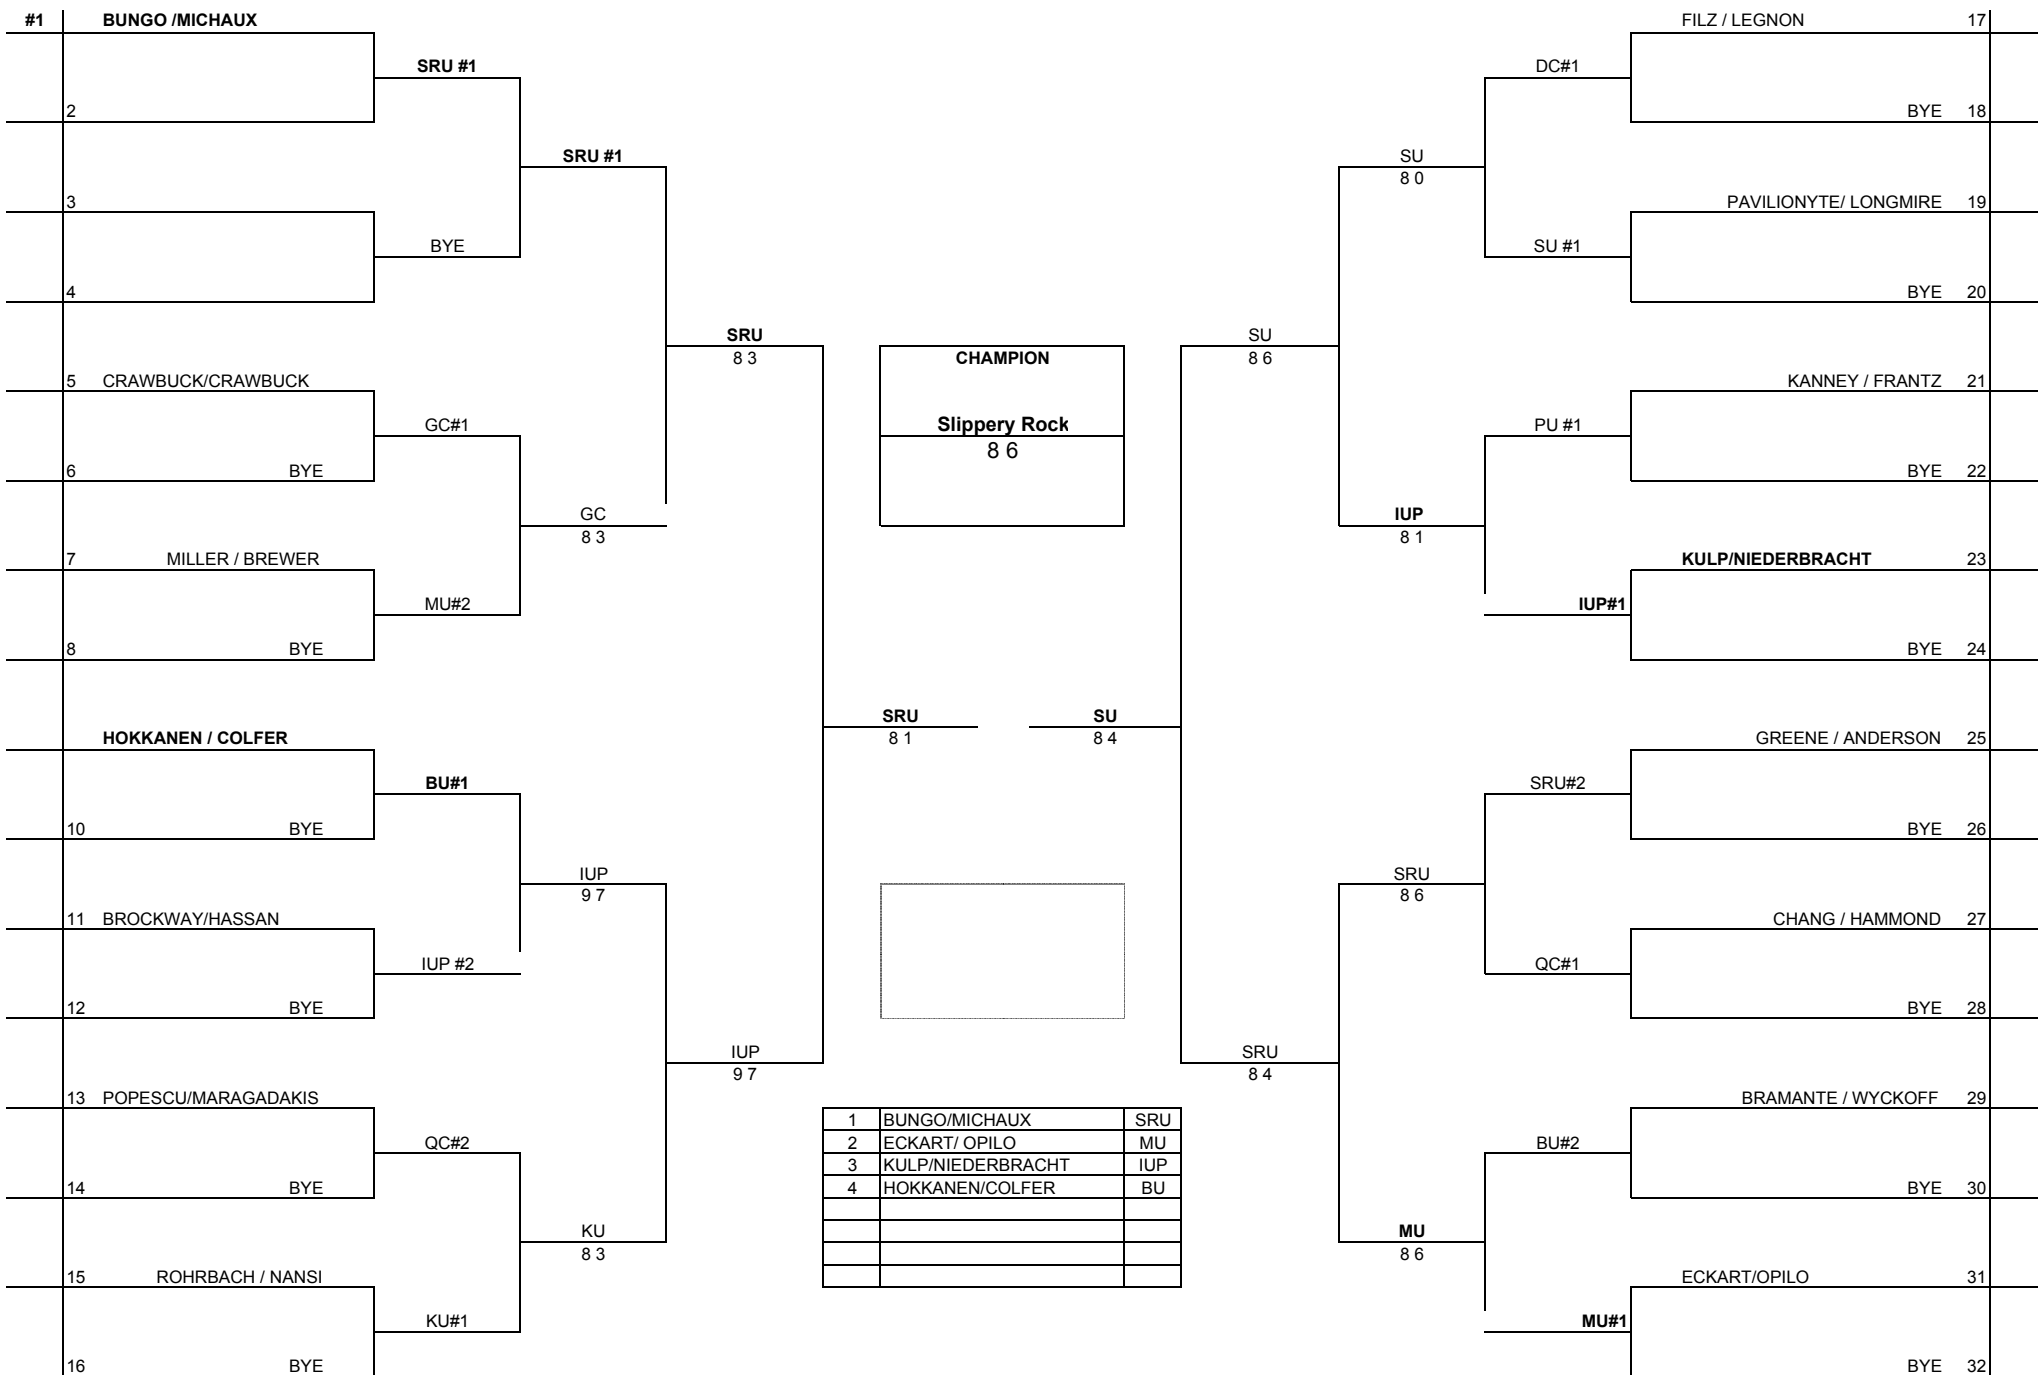 #1 BUNGO /MICHAUX
SRU #1
2
SRU #1
3
BYE
4
SRU
8 3
5 CRAWBUCK/CRAWBUCK
GC#1
6 BYE
GC
8 3
7 MILLER / BREWER
MU#2
8 BYE
SRU
8 1
HOKKANEN / COLFER
BU#1
10 BYE
IUP
9 7
11 BROCKWAY/HASSAN
IUP #2
12 BYE
IUP
9 7
13 POPESCU/MARAGADAKIS
QC#2
14 BYE
KU
8 3
15 ROHRBACH / NANSI
KU#1
16 BYE
CHAMPION
Slippery Rock
8 6
1 BUNGO/MICHAUX SRU
2 ECKART/ OPILO MU
3 KULP/NIEDERBRACHT IUP
4 HOKKANEN/COLFER BU
FILZ / LEGNON 17
DC#1
BYE 18
SU
8 0
PAVILIONYTE/ LONGMIRE 19
SU #1
BYE 20
SU
8 6
KANNEY / FRANTZ 21
PU #1
BYE 22
IUP
8 1
KULP/NIEDERBRACHT 23
IUP#1
BYE 24
SU
8 4
GREENE / ANDERSON 25
SRU#2
BYE 26
SRU
8 6
CHANG / HAMMOND 27
QC#1
BYE 28
SRU
8 4
BRAMANTE / WYCKOFF 29
BU#2
BYE 30
MU
8 6
ECKART/OPILO 31
MU#1
BYE 32